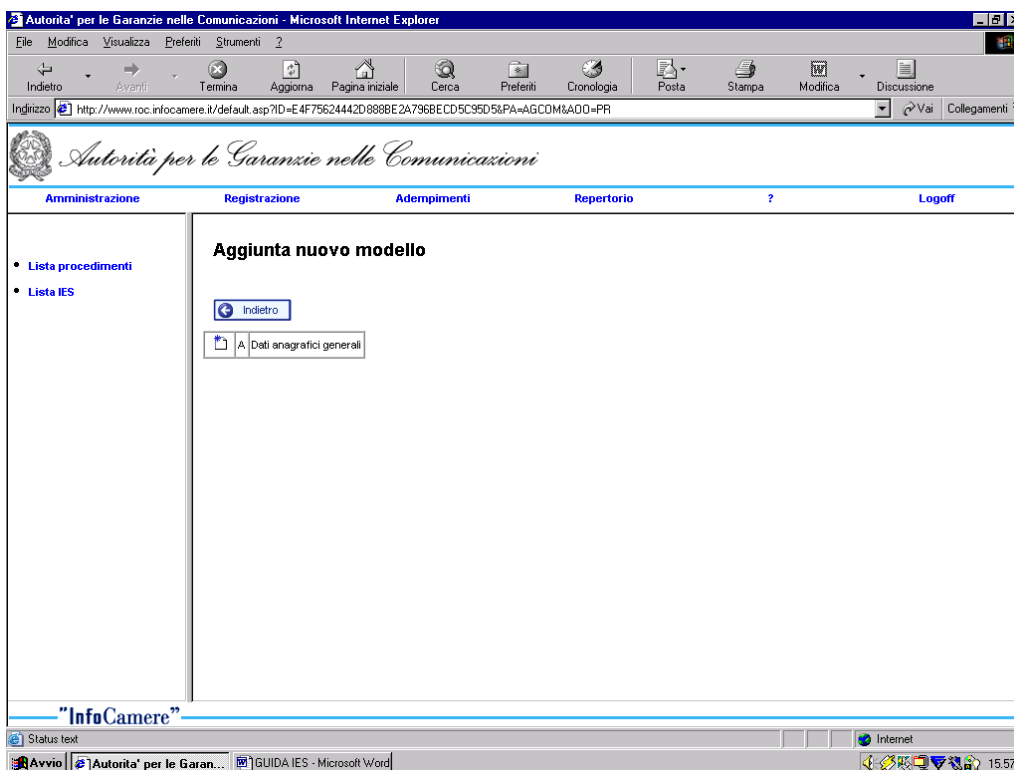 Autorita' per le Garanzie nelle Comunicazioni - Microsoft Internet Explorer
File Modifica Visualizza Preferiti Strumenti ?
Indietro Avanti Termina Aggiorna Pagina iniziale Cerca Preferiti Cronologia Posta Stampa Modifica Discussione
Indirizzo http://www.roc.infocamere.it/default.asp?ID=E4F75624442D888BE2A796BECD5C95D5&PA=AGCOM&AOO=PR Vai Collegamenti
Autorità per le Garanzie nelle Comunicazioni
Amministrazione Registrazione Adempimenti Repertorio ? Logoff
Aggiunta nuovo modello
• Lista procedimenti
• Lista IES
Indietro
A Dati anagrafici generali
"InfoCamere"
Status text Internet
Avvio Autorita' per le Garan... GUIDA IES - Microsoft Word 15.57